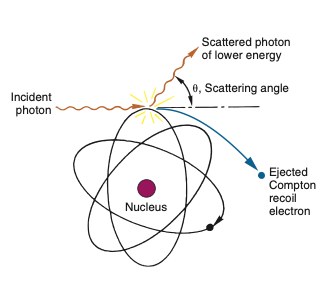 Scattered photon
of lower energy
θ, Scattering angle
Incident
photon
Ejected
Compton
recoil
electron
Nucleus